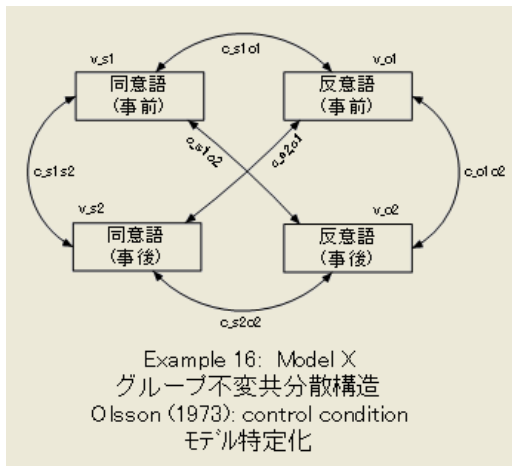 c_s1o1
v_s1
v_o1
同意語
(事前)
反意語
(事前)
c_s1s2
c_s1o2
c_s2o1
c_o1o2
v_s2
v_o2
同意語
(事後)
反意語
(事後)
c_s2o2
Example 16: Model X
グループ不変共分散構造
Olsson (1973): control condition
モデル特定化